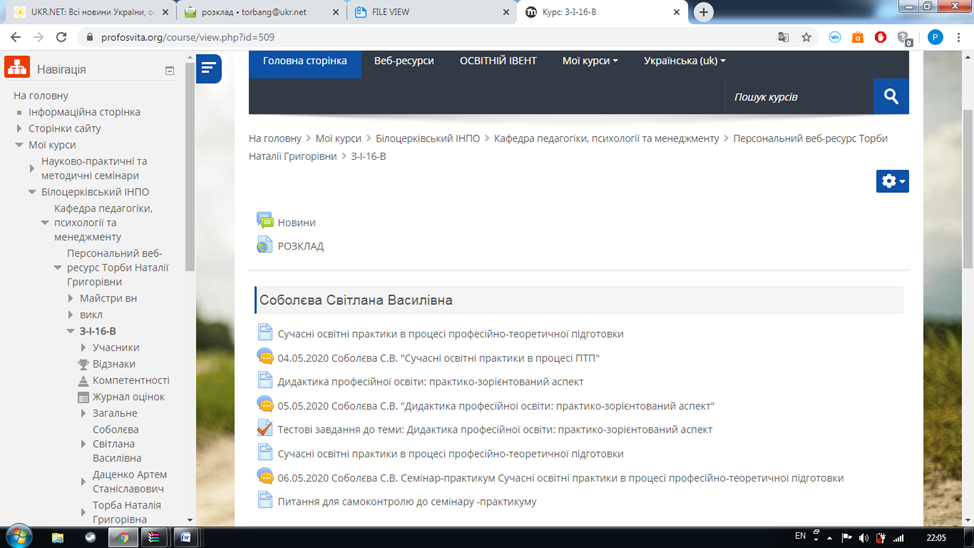 UKR.NET: Всі новини України, о
розклад • torbang@ukr.net
FILE VIEW
Курс: 3-І-16-В
profosvita.org/course/view.php?id=509
Навігація
На головну
Інформаційна сторінка
Сторінки сайту
Мої курси
Науково-практичні та
методичні семінари
Білоцерківський ІНПО
Кафедра педагогіки,
психології та
менеджменту
Персональний веб-
ресурс Торби Наталії
Григорівни
Майстри вн
викл
3-І-16-В
Учасники
Відзнаки
Компетентності
Журнал оцінок
Загальне
Соболєва
Світлана
Василівна
Даценко Артем
Станіславович
Торба Наталія
Григорівна
Головна сторінка
Веб-ресурси
ОСВІТНІЙ ІВЕНТ
Мої курси
Українська (uk)
Пошук курсів
На головну > Мої курси > Білоцерківський ІНПО > Кафедра педагогіки, психології та менеджменту > Персональний веб-ресурс Торби
Наталії Григорівни > 3-І-16-В
Новини
РОЗКЛАД
Соболєва Світлана Василівна
Сучасні освітні практики в процесі професійно-теоретичної підготовки
04.05.2020 Соболєва С.В. "Сучасні освітні практики в процесі ПТП"
Дидактика професійної освіти: практико-зорієнтований аспект
05.05.2020 Соболєва С.В. "Дидактика професійної освіти: практико-зорієнтований аспект"
Тестові завдання до теми: Дидактика професійної освіти: практико-зорієнтований аспект
Сучасні освітні практики в процесі професійно-теоретичної підготовки
06.05.2020 Соболєва С.В. Семінар-практикум Сучасні освітні практики в процесі професійно-теоретичної підготовки
Питання для самоконтролю до семінару -практикуму
EN
22:05